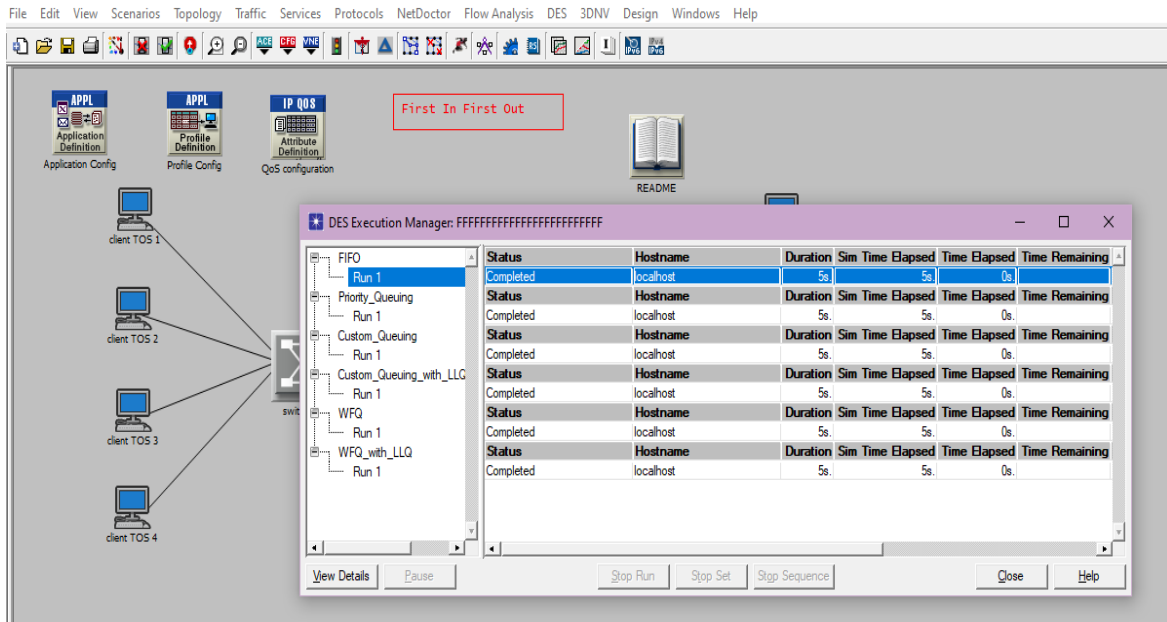 File Edit View Scenarios Topology Traffic Services Protocols NetDoctor Flow Analysis DES 3DNV Design Windows Help
ACE CFG VNE
IPv6 IPv4 IPv6
APPL
Application
Definition
Application Config
APPL
Profile
Definition
Profile Config
IP QOS
Attribute
Definition
QoS configuration
First In First Out
README
client TOS 1
client TOS 2
client TOS 3
client TOS 4
swit
DES Execution Manager: FFFFFFFFFFFFFFFFFFFFFFFFF
FIFO
Run 1
Priority_Queuing
Run 1
Custom_Queuing
Run 1
Custom_Queuing_with_LLQ
Run 1
WFQ
Run 1
WFQ_with_LLQ
Run 1
Status Hostname Duration Sim Time Elapsed Time Elapsed Time Remaining
Completed localhost 5s. 5s. 0s.
Status Hostname Duration Sim Time Elapsed Time Elapsed Time Remaining
Completed localhost 5s. 5s. 0s.
Status Hostname Duration Sim Time Elapsed Time Elapsed Time Remaining
Completed localhost 5s. 5s. 0s.
Status Hostname Duration Sim Time Elapsed Time Elapsed Time Remaining
Completed localhost 5s. 5s. 0s.
Status Hostname Duration Sim Time Elapsed Time Elapsed Time Remaining
Completed localhost 5s. 5s. 0s.
Status Hostname Duration Sim Time Elapsed Time Elapsed Time Remaining
Completed localhost 5s. 5s. 0s.
View Details Pause Stop Run Stop Set Stop Sequence Close Help